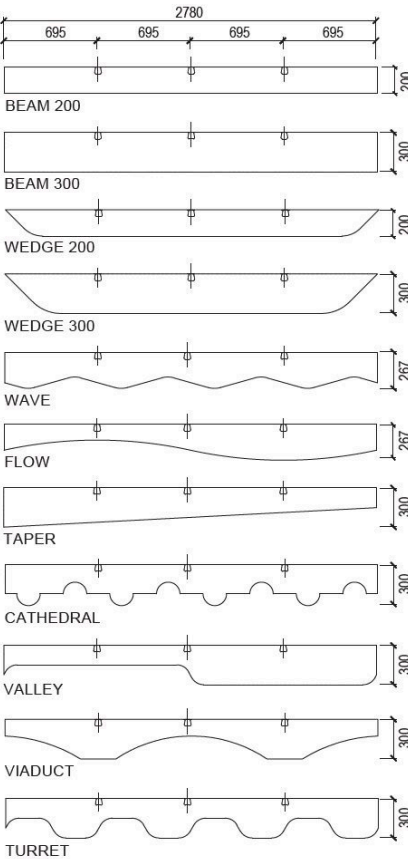 2780
695 695 695 695
200
BEAM 200
300
BEAM 300
200
WEDGE 200
300
WEDGE 300
267
WAVE
267
FLOW
300
TAPER
300
CATHEDRAL
300
VALLEY
300
VIADUCT
300
TURRET